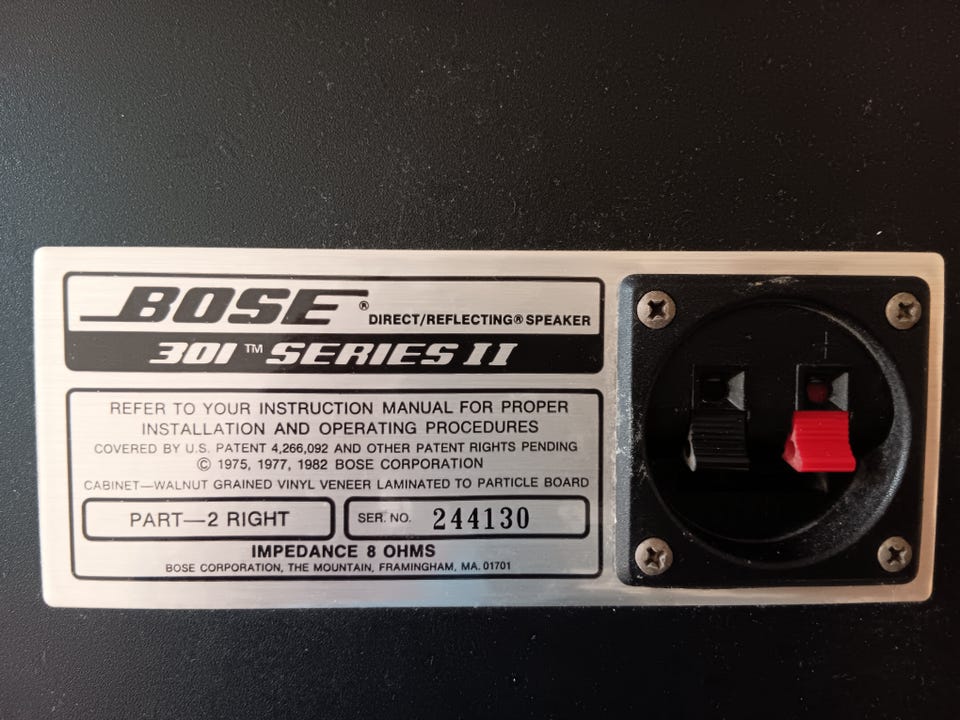 BOSE® DIRECT/REFLECTING® SPEAKER
301™ SERIES II
REFER TO YOUR INSTRUCTION MANUAL FOR PROPER
INSTALLATION AND OPERATING PROCEDURES
COVERED BY U.S. PATENT 4,266,092 AND OTHER PATENT RIGHTS PENDING
© 1975, 1977, 1982 BOSE CORPORATION
CABINET—WALNUT GRAINED VINYL VENEER LAMINATED TO PARTICLE BOARD
PART—2 RIGHT SER. NO. 244130
IMPEDANCE 8 OHMS
BOSE CORPORATION, THE MOUNTAIN, FRAMINGHAM, MA. 01701